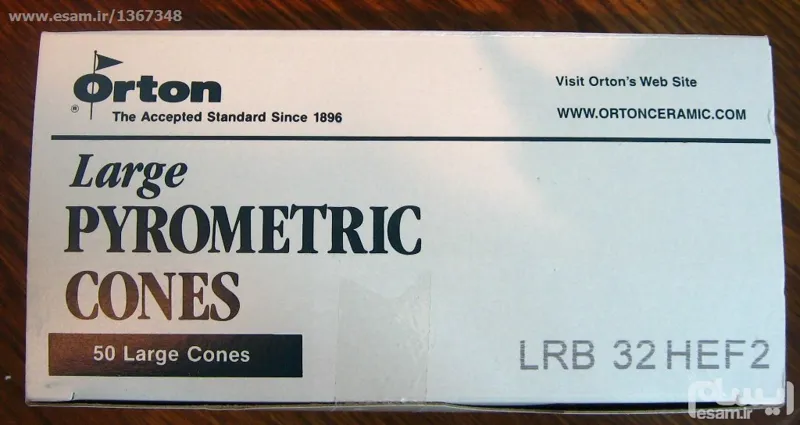 www.esam.ir/1367348
Orton
®
The Accepted Standard Since 1896
Visit Orton's Web Site
WWW.ORTONCERAMIC.COM
Large
PYROMETRIC
CONES
50 Large Cones
LRB 32 HEF2
ایسام
esam.ir